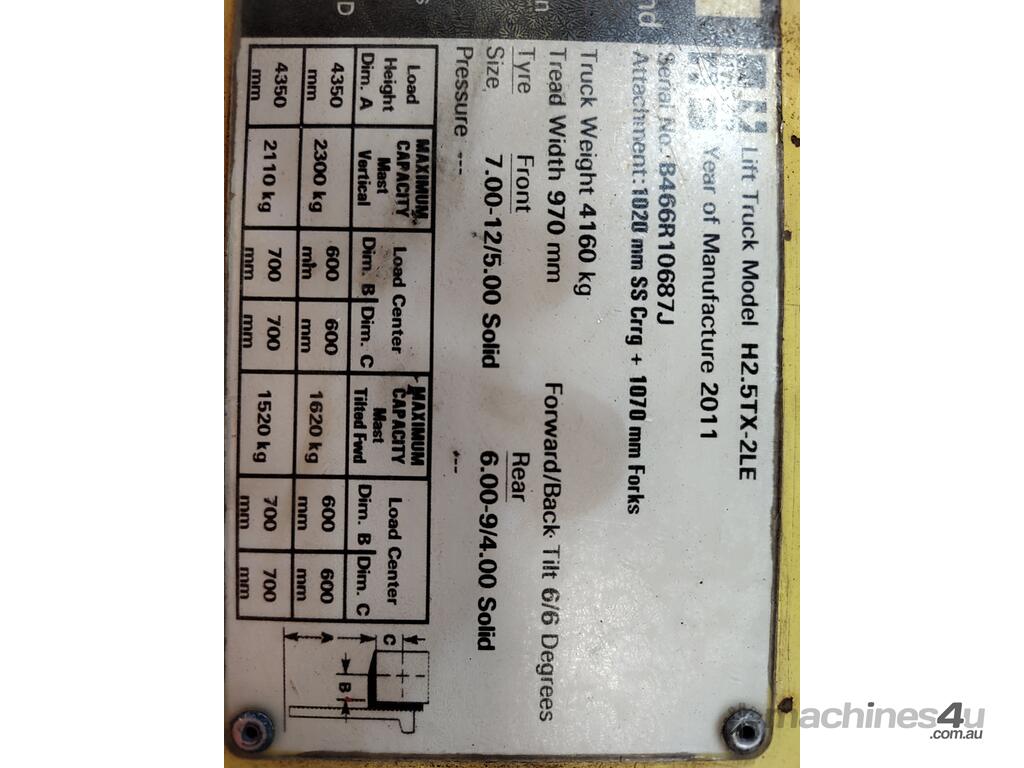 nd
n
s
D
Lift Truck Model H2.5TX-2LE
Year of Manufacture 2011
Serial No. B466R10687J
Attachment: 1020 mm SS Crrg + 1070 mm Forks
Truck Weight 4160 kg
Tread Width 970 mm Forward/Back Tilt 6/6 Degrees
Tyre Front Rear
Size 7.00-12/5.00 Solid 6.00-9/4.00 Solid
Pressure --- ---
Load Height Dim. A MAXIMUM CAPACITY Mast Vertical Load Center Dim. B Dim. C MAXIMUM CAPACITY Mast Tilted Fwd Load Center Dim. B Dim. C
4350 mm 2300 kg 600 mm 600 mm 1620 kg 600 mm 600 mm
4350 mm 2110 kg 700 mm 700 mm 1520 kg 700 mm 700 mm
C
A
B
machines4u
.com.au